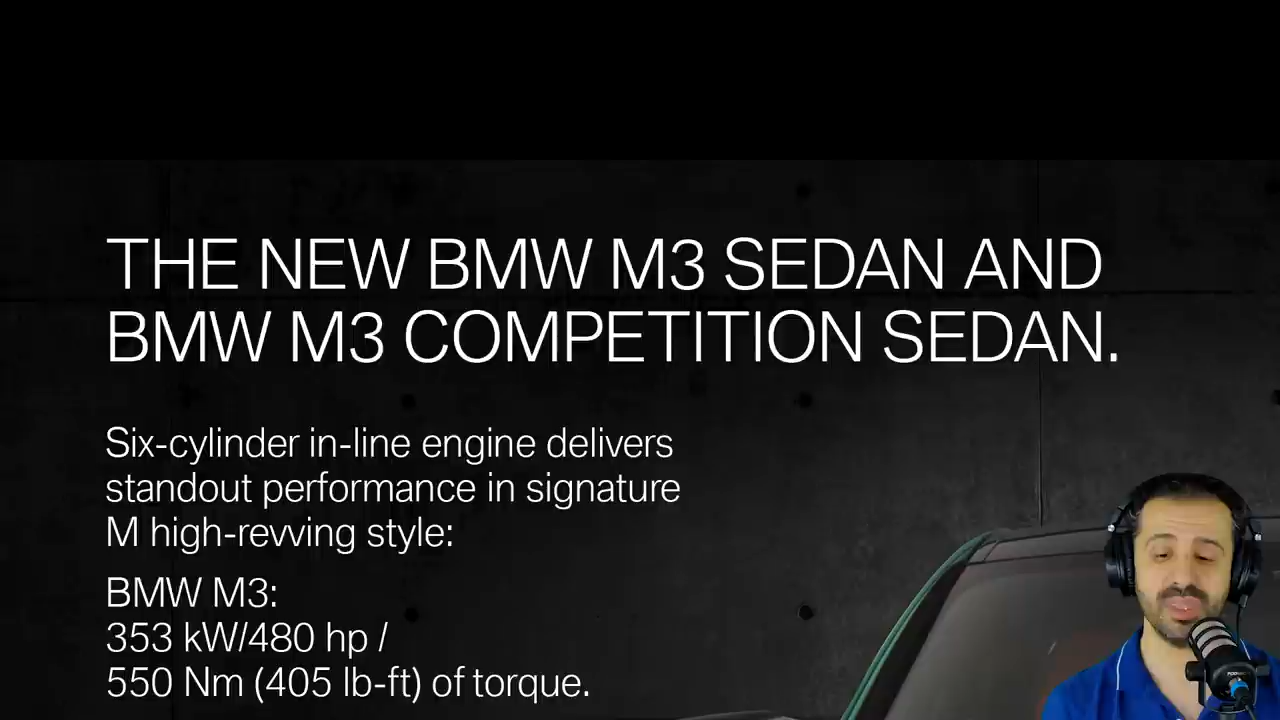 THE NEW BMW M3 SEDAN AND
BMW M3 COMPETITION SEDAN.
Six-cylinder in-line engine delivers
standout performance in signature
M high-revving style:
BMW M3:
353 kW/480 hp /
550 Nm (405 lb-ft) of torque.